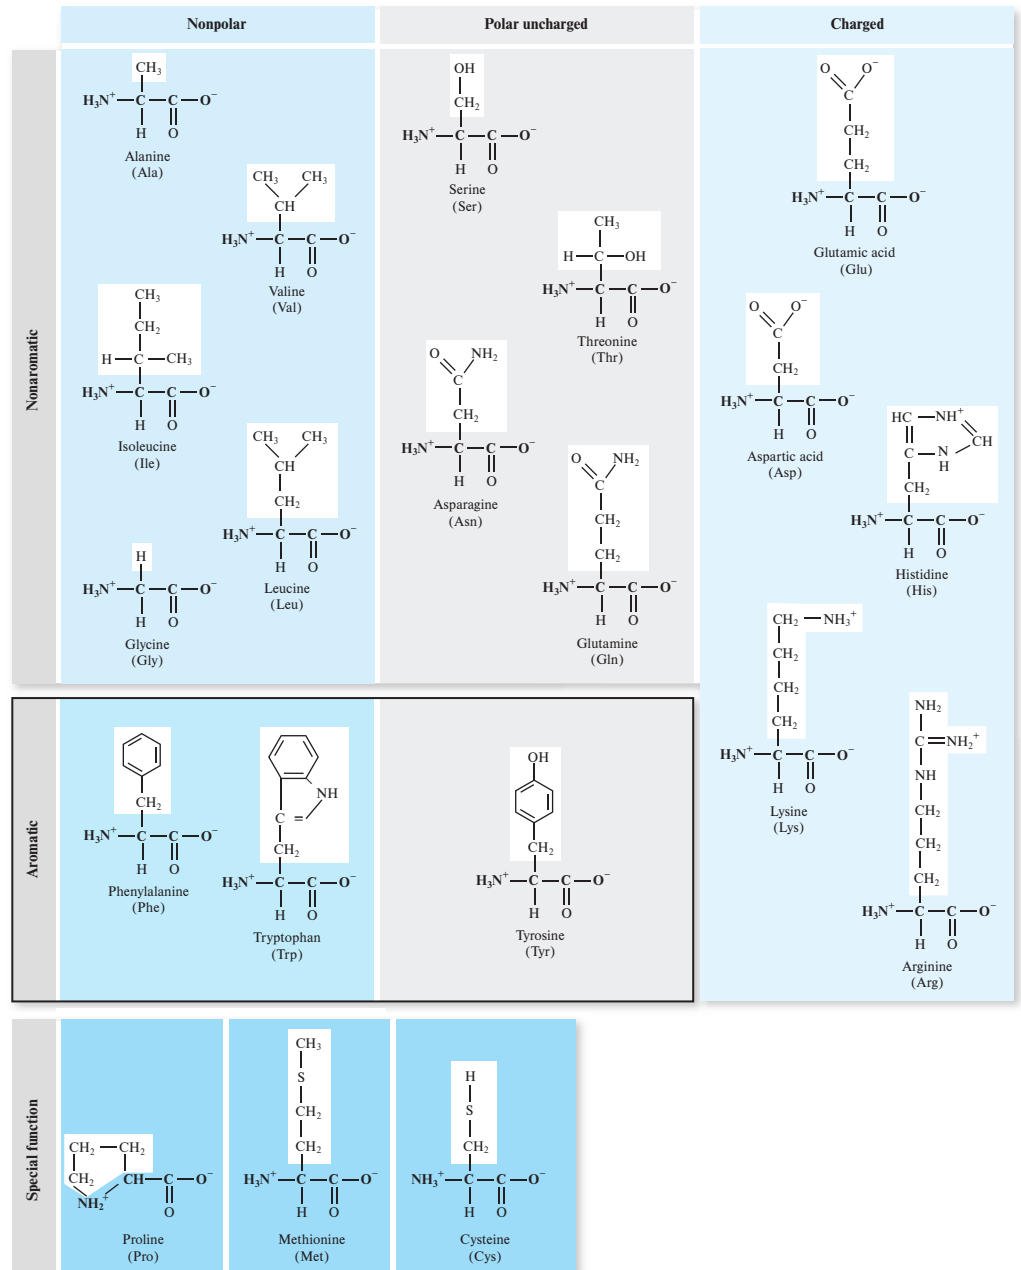 Nonpolar
Polar uncharged
Charged
Nonaromatic
CH₃
H₃N⁺—C—C—O⁻
H O
Alanine
(Ala)
CH₃ CH₃
CH
H₃N⁺—C—C—O⁻
H O
Valine
(Val)
CH₃
CH₂
H—C—CH₃
H₃N⁺—C—C—O⁻
H O
Isoleucine
(Ile)
CH₃ CH₃
CH
CH₂
H₃N⁺—C—C—O⁻
H O
Leucine
(Leu)
H
H₃N⁺—C—C—O⁻
H O
Glycine
(Gly)
OH
CH₂
H₃N⁺—C—C—O⁻
H O
Serine
(Ser)
CH₃
H—C—OH
H₃N⁺—C—C—O⁻
H O
Threonine
(Thr)
O NH₂
C
CH₂
H₃N⁺—C—C—O⁻
H O
Asparagine
(Asn)
O NH₂
C
CH₂
CH₂
H₃N⁺—C—C—O⁻
H O
Glutamine
(Gln)
O O⁻
C
CH₂
CH₂
H₃N⁺—C—C—O⁻
H O
Glutamic acid
(Glu)
O O⁻
C
CH₂
H₃N⁺—C—C—O⁻
H O
Aspartic acid
(Asp)
HC—NH⁺
CH
C—N
H
CH₂
H₃N⁺—C—C—O⁻
H O
Histidine
(His)
CH₂—NH₃⁺
CH₂
CH₂
CH₂
H₃N⁺—C—C—O⁻
H O
Lysine
(Lys)
NH₂
C=NH₂⁺
NH
CH₂
CH₂
CH₂
H₃N⁺—C—C—O⁻
H O
Arginine
(Arg)
Aromatic
CH₂
H₃N⁺—C—C—O⁻
H O
Phenylalanine
(Phe)
NH
C =
CH₂
H₃N⁺—C—C—O⁻
H O
Tryptophan
(Trp)
OH
CH₂
H₃N⁺—C—C—O⁻
H O
Tyrosine
(Tyr)
Special function
CH₂—CH₂
CH₂ CH—C—O⁻
NH₂⁺ O
Proline
(Pro)
CH₃
S
CH₂
CH₂
H₃N⁺—C—C—O⁻
H O
Methionine
(Met)
H
S
CH₂
NH₃⁺—C—C—O⁻
H O
Cysteine
(Cys)